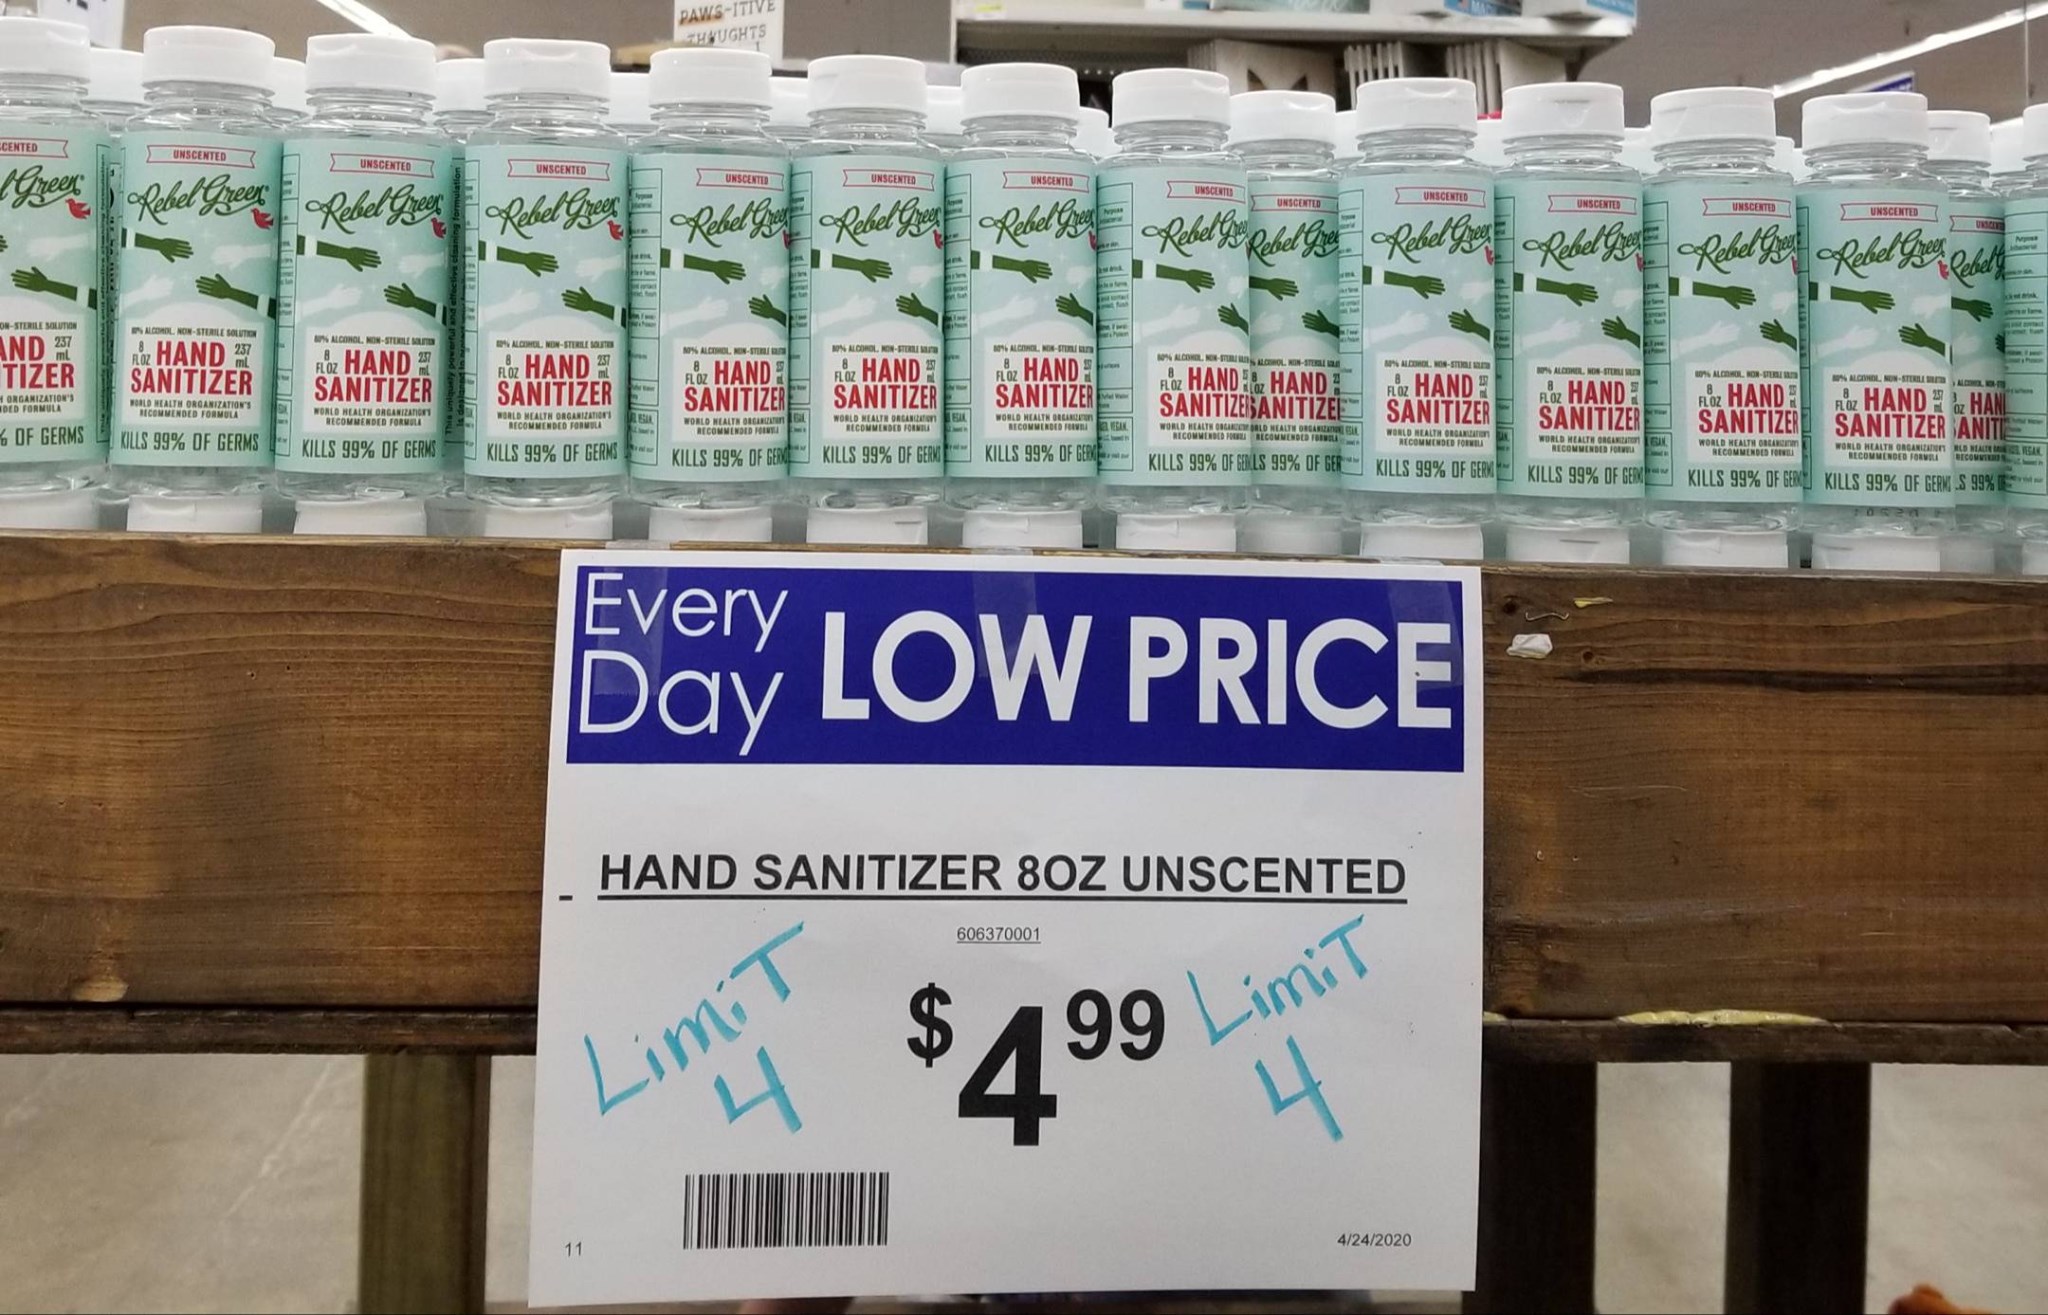 PAWS-ITIVE
THOUGHTS
UNSCENTED
Rebel Green
80% ALCOHOL. NON-STERILE SOLUTION
8 FL OZ HAND 237 mL
SANITIZER
WORLD HEALTH ORGANIZATION'S
RECOMMENDED FORMULA
KILLS 99% OF GERMS
Every Day LOW PRICE
HAND SANITIZER 8OZ UNSCENTED
606370001
LimiT 4
$4 99
LimiT 4
11
4/24/2020